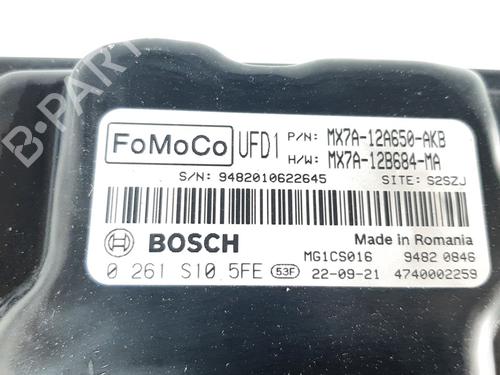 FoMoCo UFD1 P/N: MX7A-12A650-AKB
H/W: MX7A-12B684-MA
S/N: 9482010622645 SITE: S2SZJ
BOSCH Made in Romania
MG1CS016 9482 0846
0 261 S10 5FE 53F 22-09-21 4740002259
B-PARTS